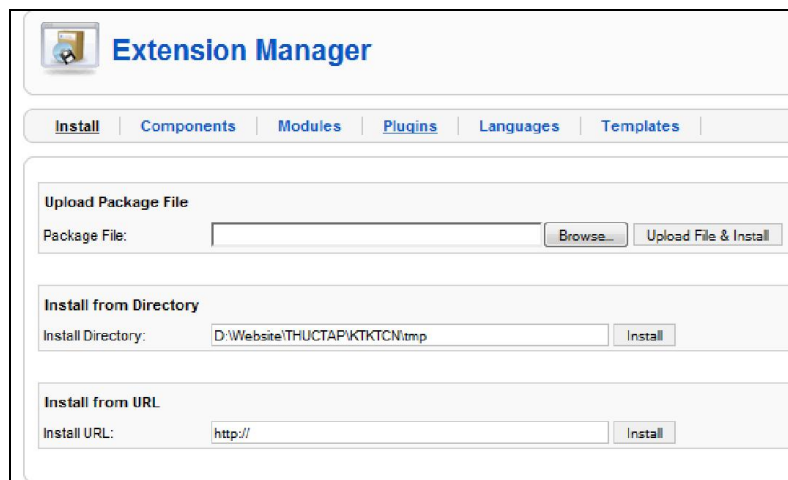 Extension Manager
Install Components Modules Plugins Languages Templates
Upload Package File
Package File: Browse... Upload File & Install
Install from Directory
Install Directory: D:\Website\THUCTAP\KTKTCN\tmp Install
Install from URL
Install URL: http:// Install